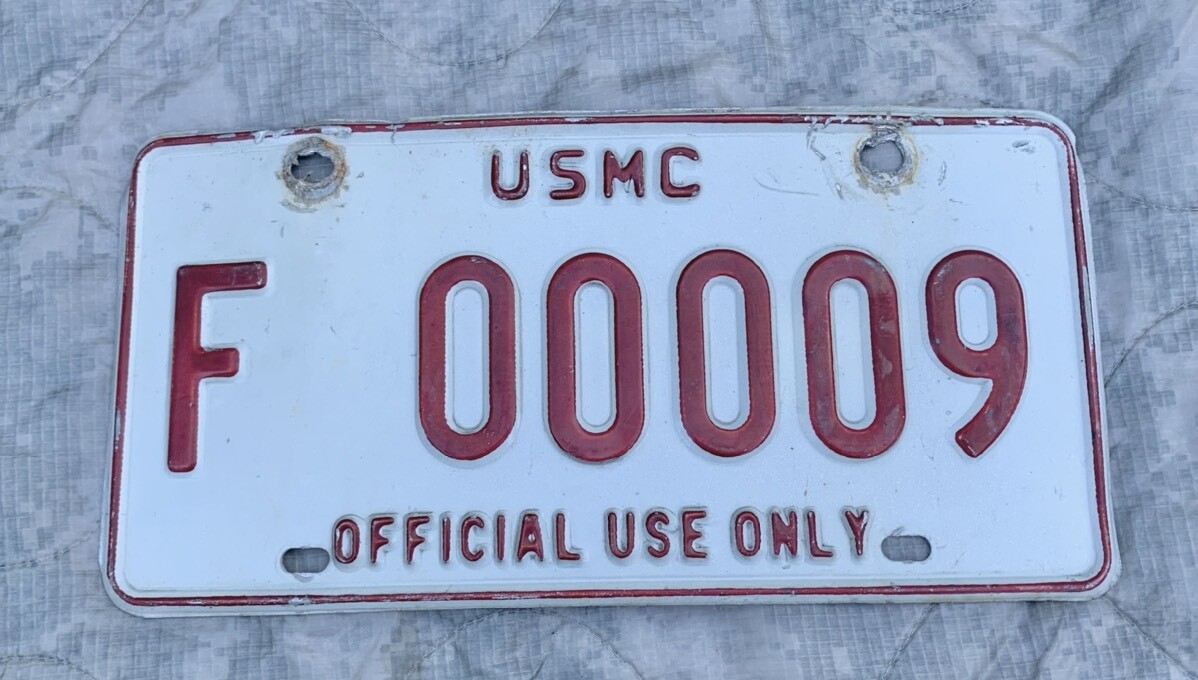 USMC
F 00009
OFFICIAL USE ONLY